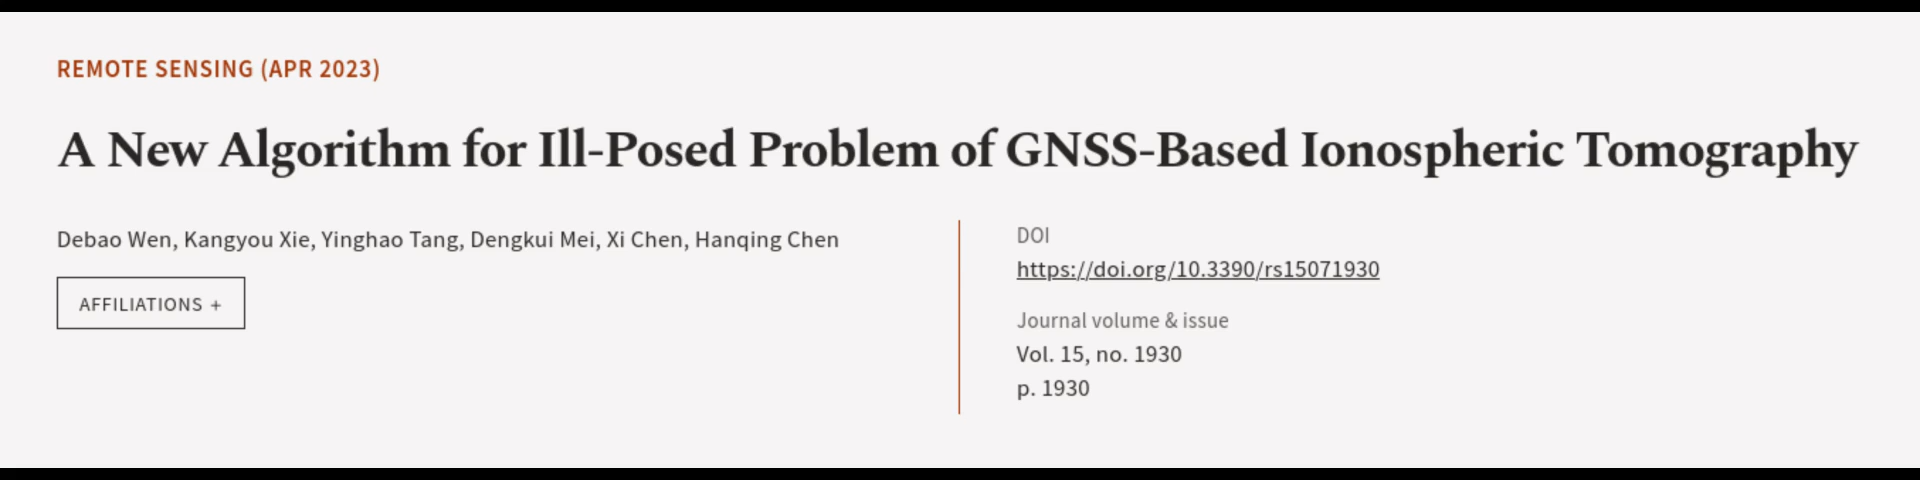 REMOTE SENSING (APR 2023)
A New Algorithm for Ill-Posed Problem of GNSS-Based Ionospheric Tomography
Debao Wen, Kangyou Xie, Yinghao Tang, Dengkui Mei, Xi Chen, Hanqing Chen
AFFILIATIONS +
DOI
https://doi.org/10.3390/rs15071930
Journal volume & issue
Vol. 15, no. 1930
p. 1930